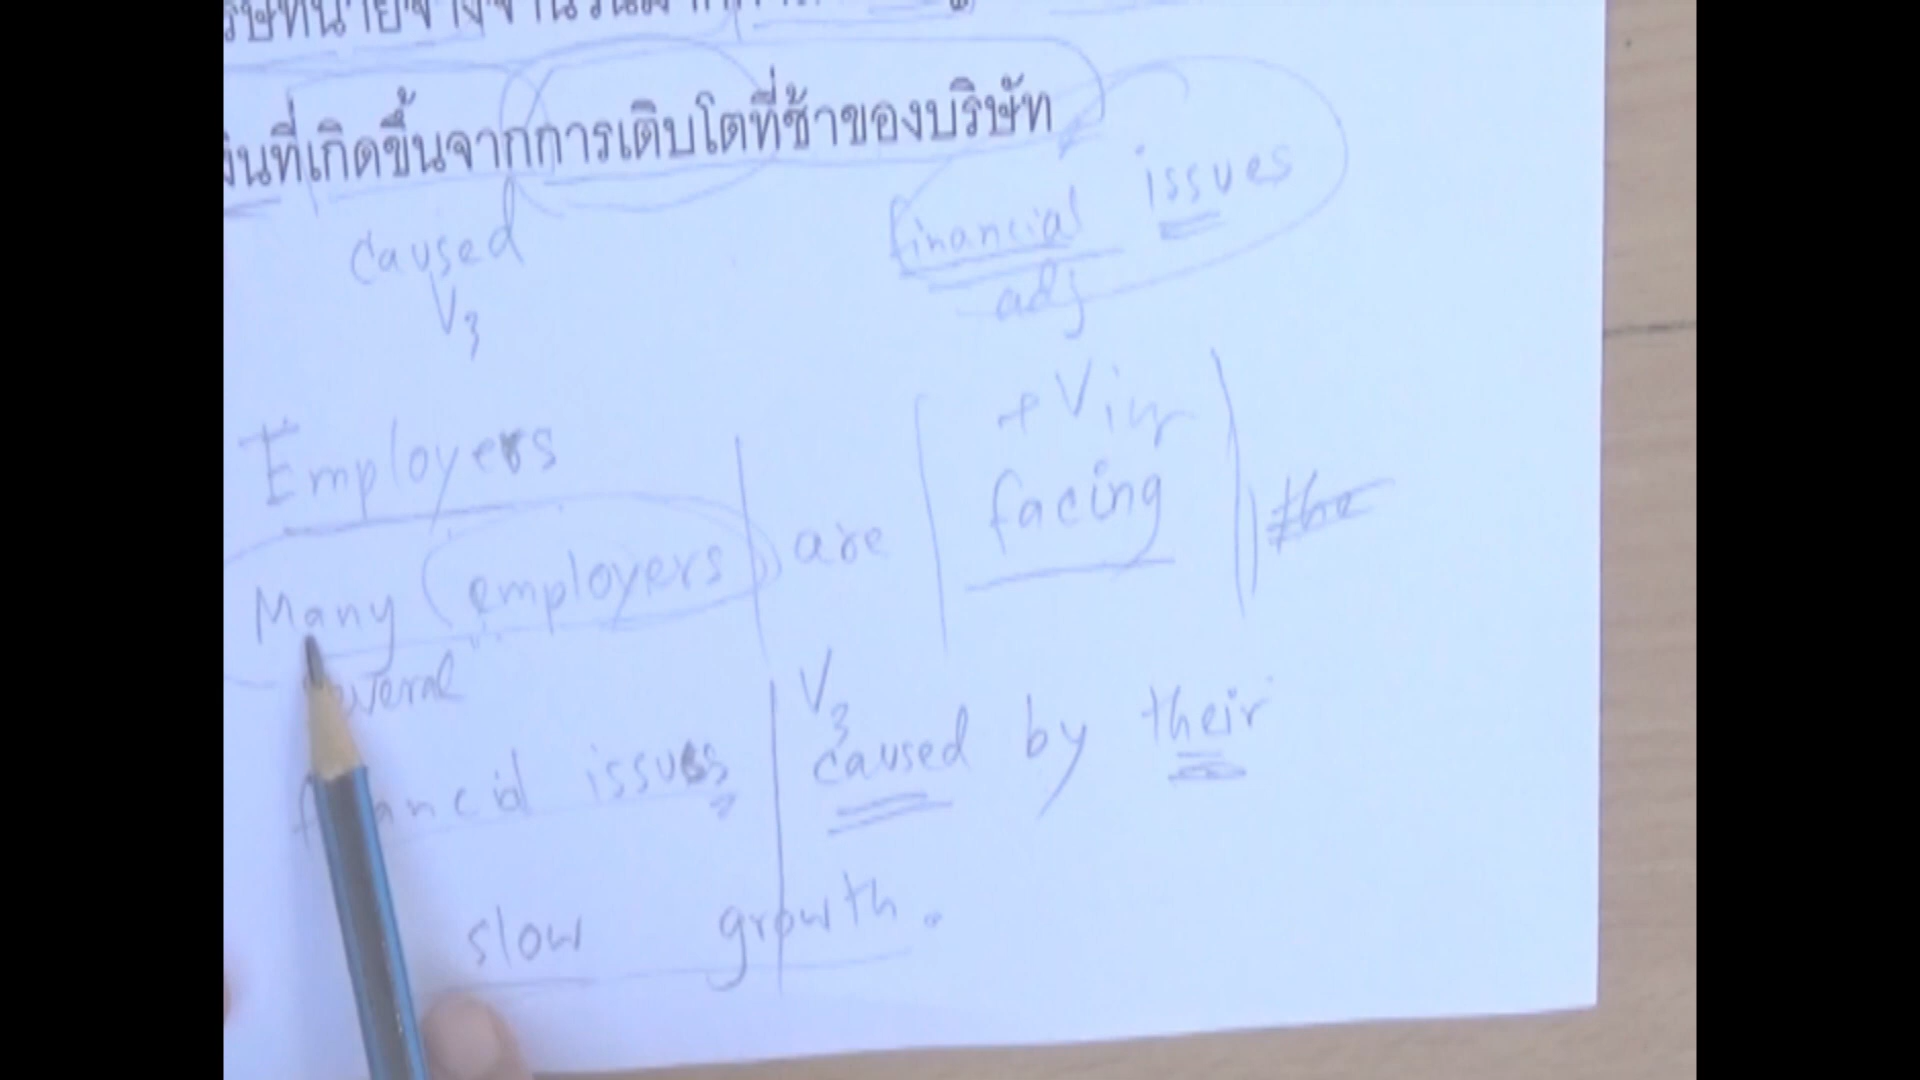 ที่เกิดขึ้นจากการเติบโตที่ช้าของบริษัท
caused
V3
financial issues
adj
Employers
+Ving
Many employers are facing the
financial issues caused by their
V3
slow growth.